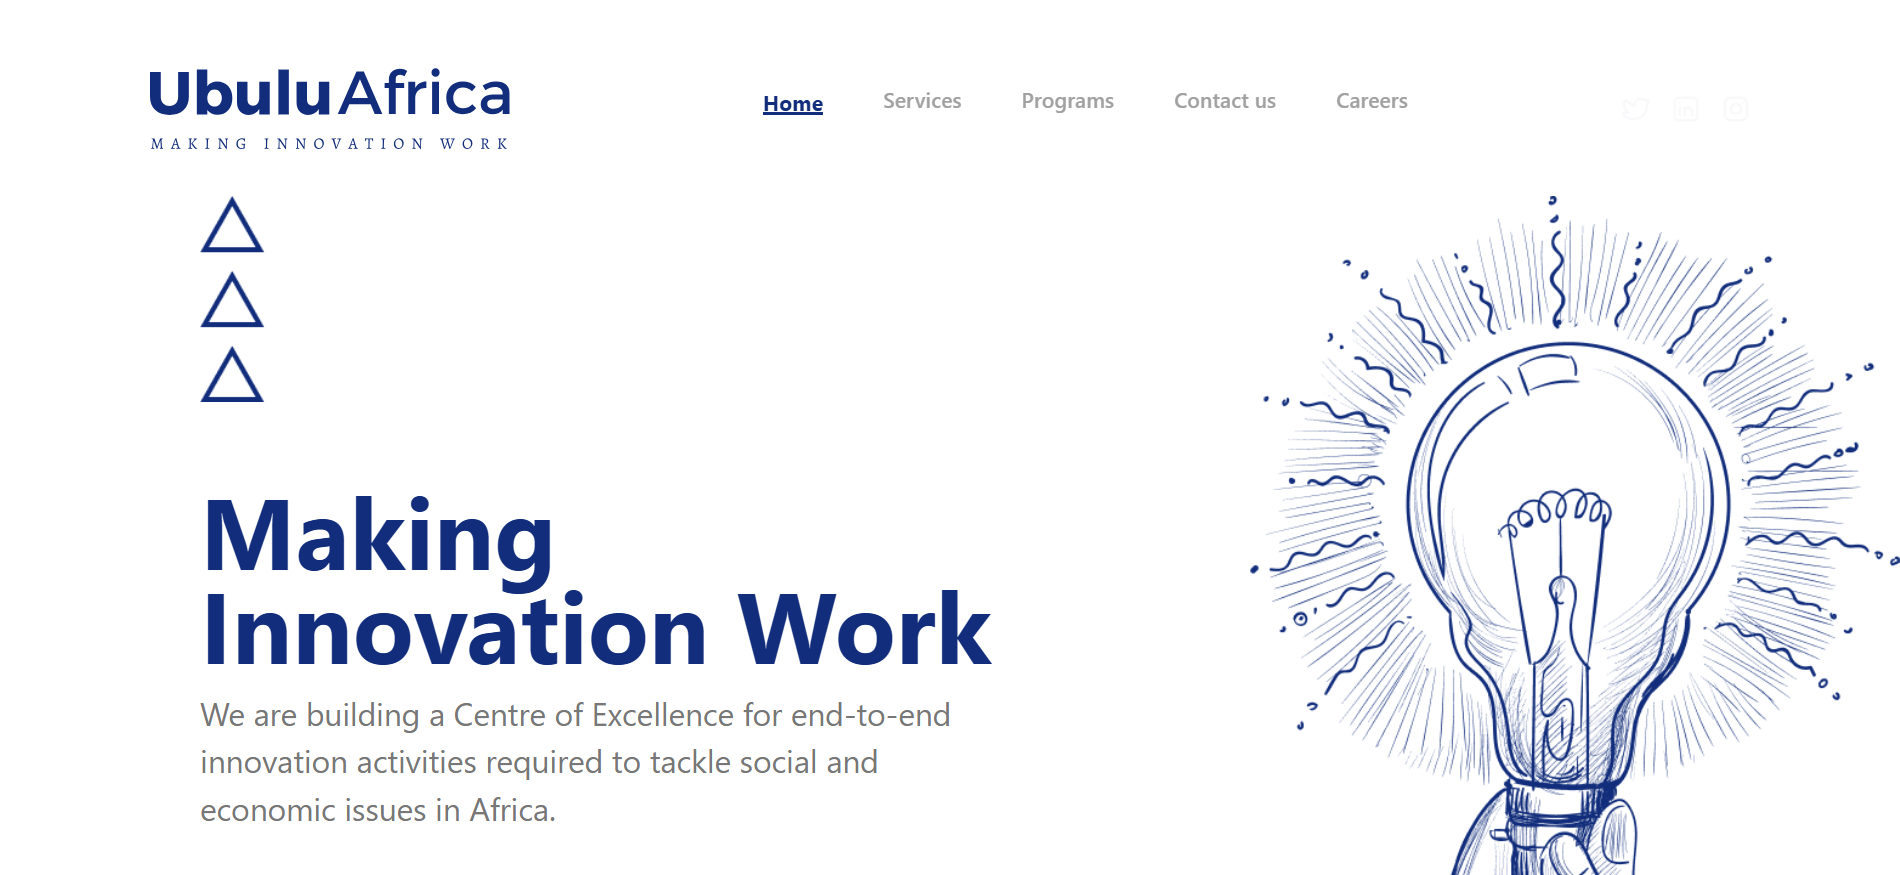 UbuluAfrica
MAKING INNOVATION WORK
Home Services Programs Contact us Careers
Making
Innovation Work
We are building a Centre of Excellence for end-to-end
innovation activities required to tackle social and
economic issues in Africa.